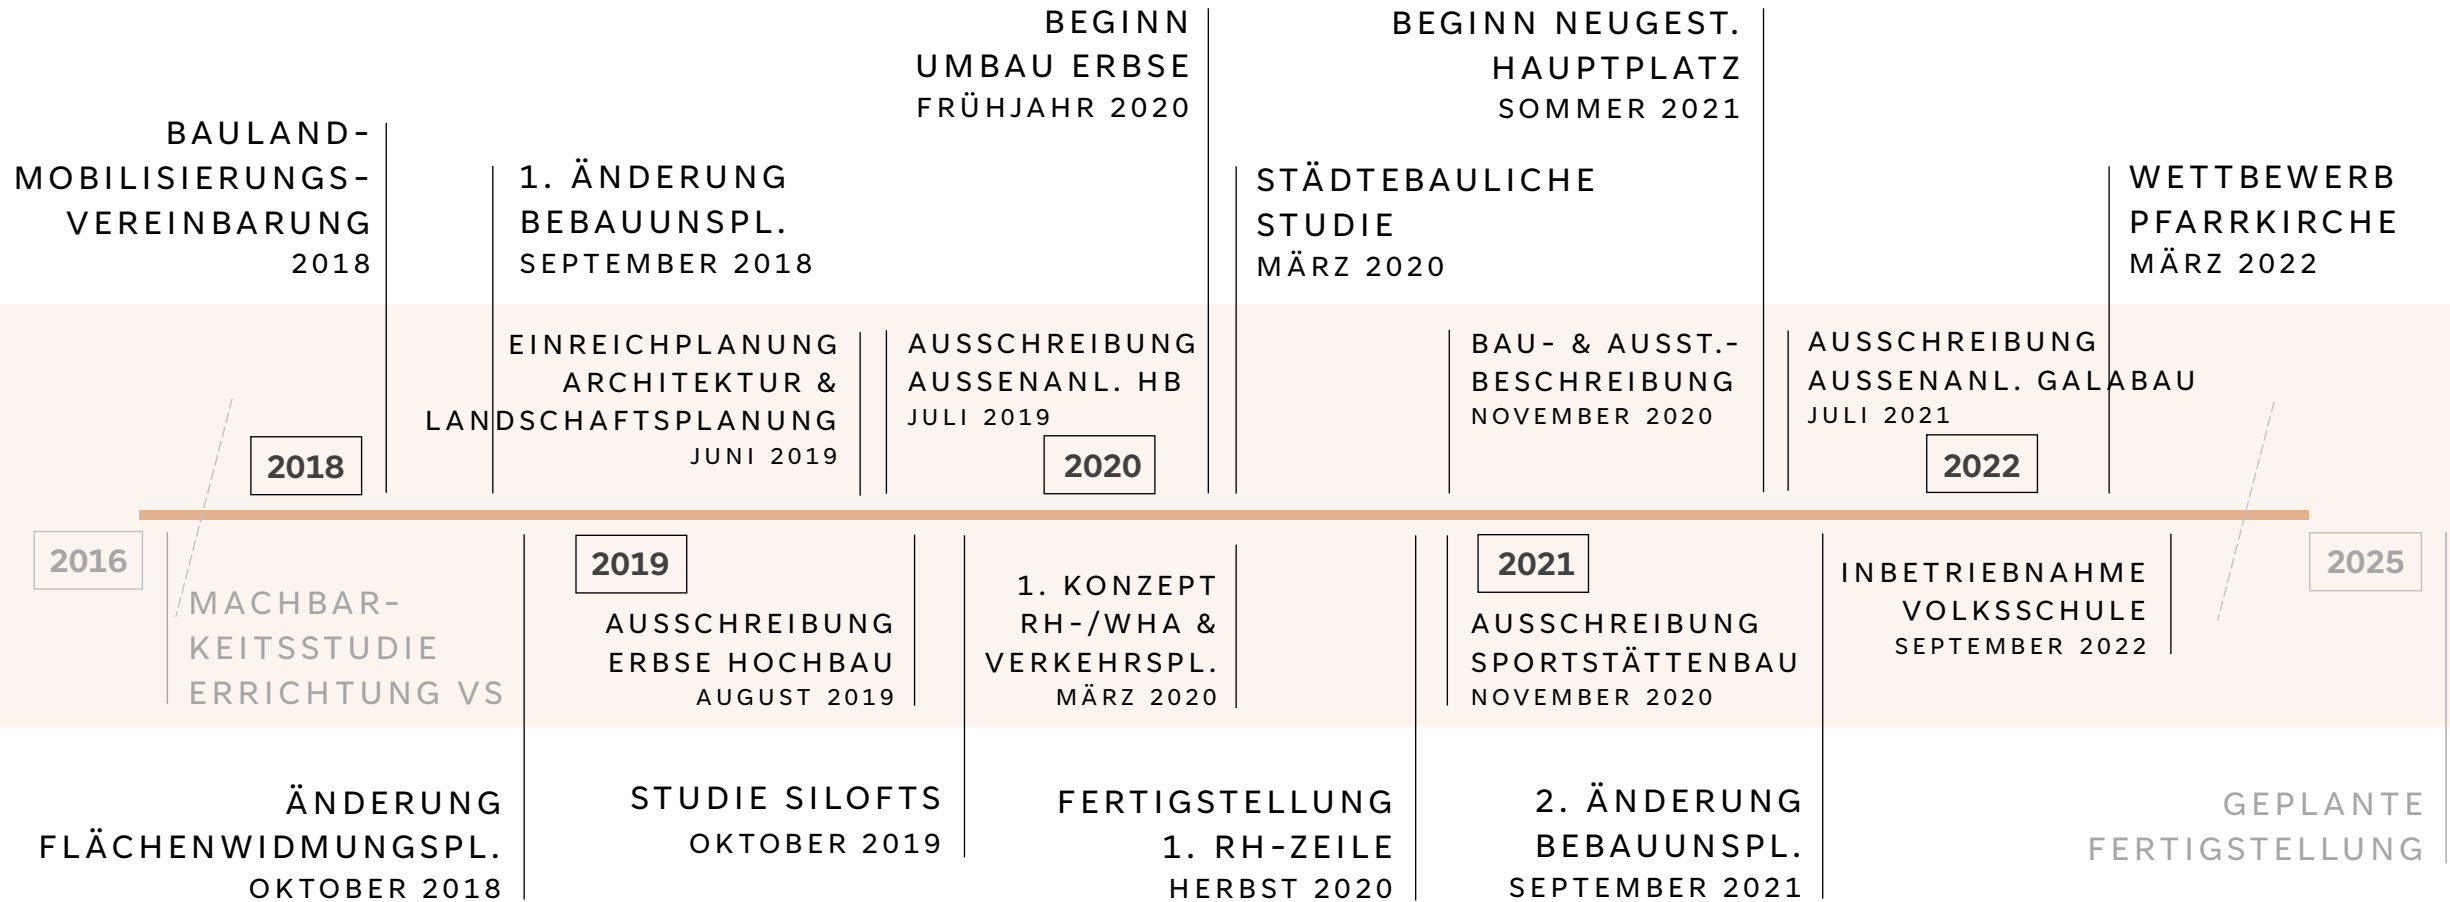 BEGINN
UMBAU ERBSE
FRÜHJAHR 2020
BEGINN NEUGEST.
HAUPTPLATZ
SOMMER 2021
BAULAND-
MOBILISIERUNGS-
VEREINBARUNG
2018
1. ÄNDERUNG
BEBAUUNSPL.
SEPTEMBER 2018
STÄDTEBAULICHE
STUDIE
MÄRZ 2020
WETTBEWERB
PFARRKIRCHE
MÄRZ 2022
EINREICHPLANUNG
ARCHITEKTUR &
LANDSCHAFTSPLANUNG
JUNI 2019
AUSSCHREIBUNG
AUSSENANL. HB
JULI 2019
BAU- & AUSST.-
BESCHREIBUNG
NOVEMBER 2020
AUSSCHREIBUNG
AUSSENANL. GALABAU
JULI 2021
2018
2020
2022
2016
2019
2021
2025
MACHBAR-
KEITSSTUDIE
ERRICHTUNG VS
AUSSCHREIBUNG
ERBSE HOCHBAU
AUGUST 2019
1. KONZEPT
RH-/WHA &
VERKEHRSPL.
MÄRZ 2020
AUSSCHREIBUNG
SPORTSTÄTTENBAU
NOVEMBER 2020
INBETRIEBNAHME
VOLKSSCHULE
SEPTEMBER 2022
ÄNDERUNG
FLÄCHENWIDMUNGSPL.
OKTOBER 2018
STUDIE SILOFTS
OKTOBER 2019
FERTIGSTELLUNG
1. RH-ZEILE
HERBST 2020
2. ÄNDERUNG
BEBAUUNSPL.
SEPTEMBER 2021
GEPLANTE
FERTIGSTELLUNG